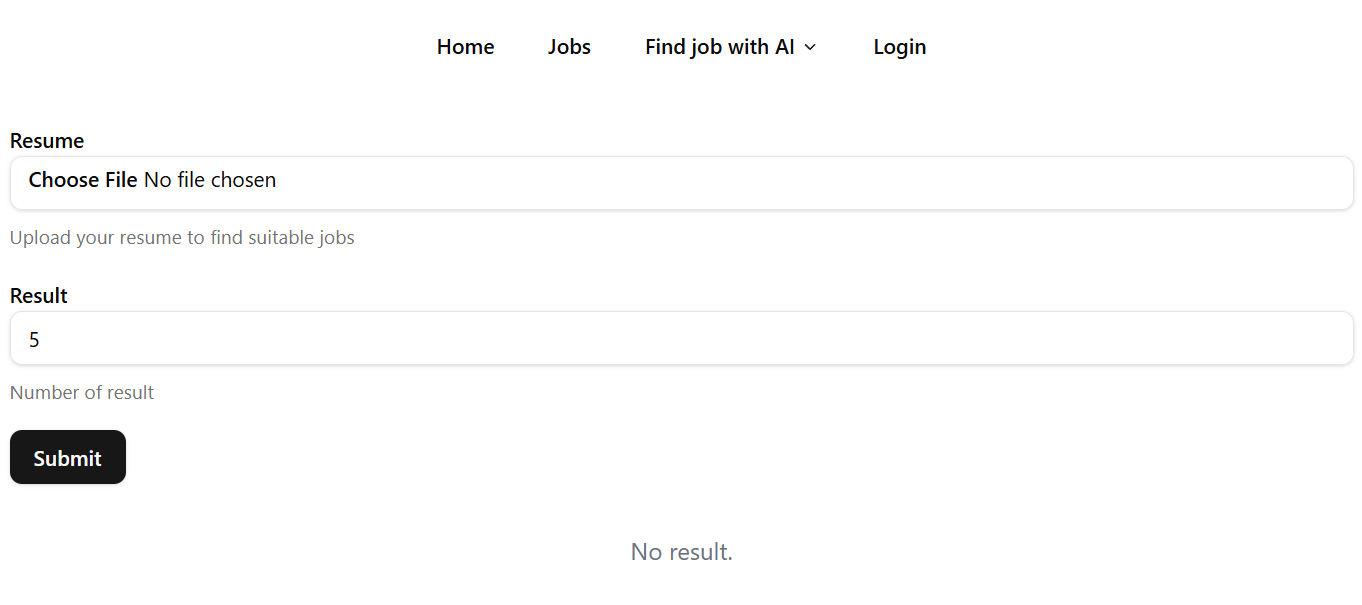 Home Jobs Find job with AI Login
Resume
Choose File No file chosen
Upload your resume to find suitable jobs
Result
5
Number of result
Submit
No result.